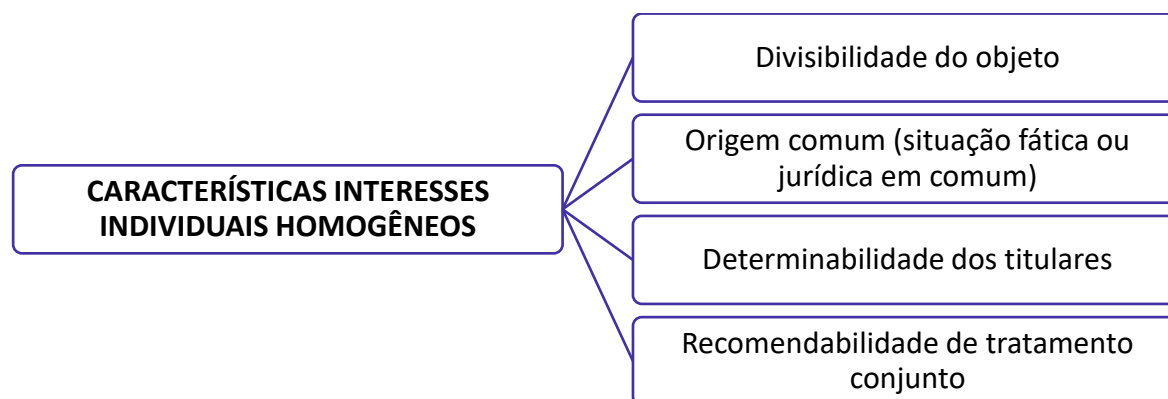 CARACTERÍSTÍCAS INTERESSES
INDIVIDUAIS HOMOGÊNEOS
Divisibilidade do objeto
Origem comum (situação fática ou
jurídica em comum)
Determinabilidade dos titulares
Recomendabilidade de tratamento
conjunto